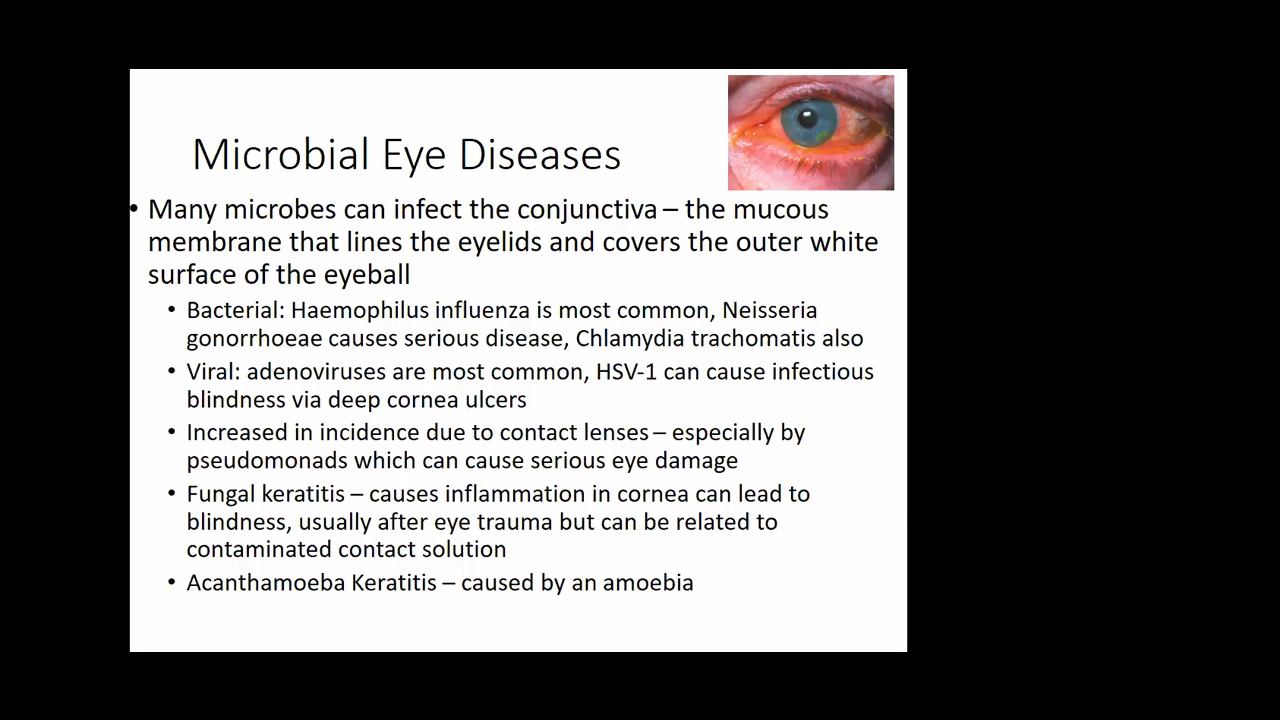 Microbial Eye Diseases
• Many microbes can infect the conjunctiva – the mucous
membrane that lines the eyelids and covers the outer white
surface of the eyeball
• Bacterial: Haemophilus influenza is most common, Neisseria
gonorrhoeae causes serious disease, Chlamydia trachomatis also
• Viral: adenoviruses are most common, HSV-1 can cause infectious
blindness via deep cornea ulcers
• Increased in incidence due to contact lenses – especially by
pseudomonads which can cause serious eye damage
• Fungal keratitis – causes inflammation in cornea can lead to
blindness, usually after eye trauma but can be related to
contaminated contact solution
• Acanthamoeba Keratitis – caused by an amoebia